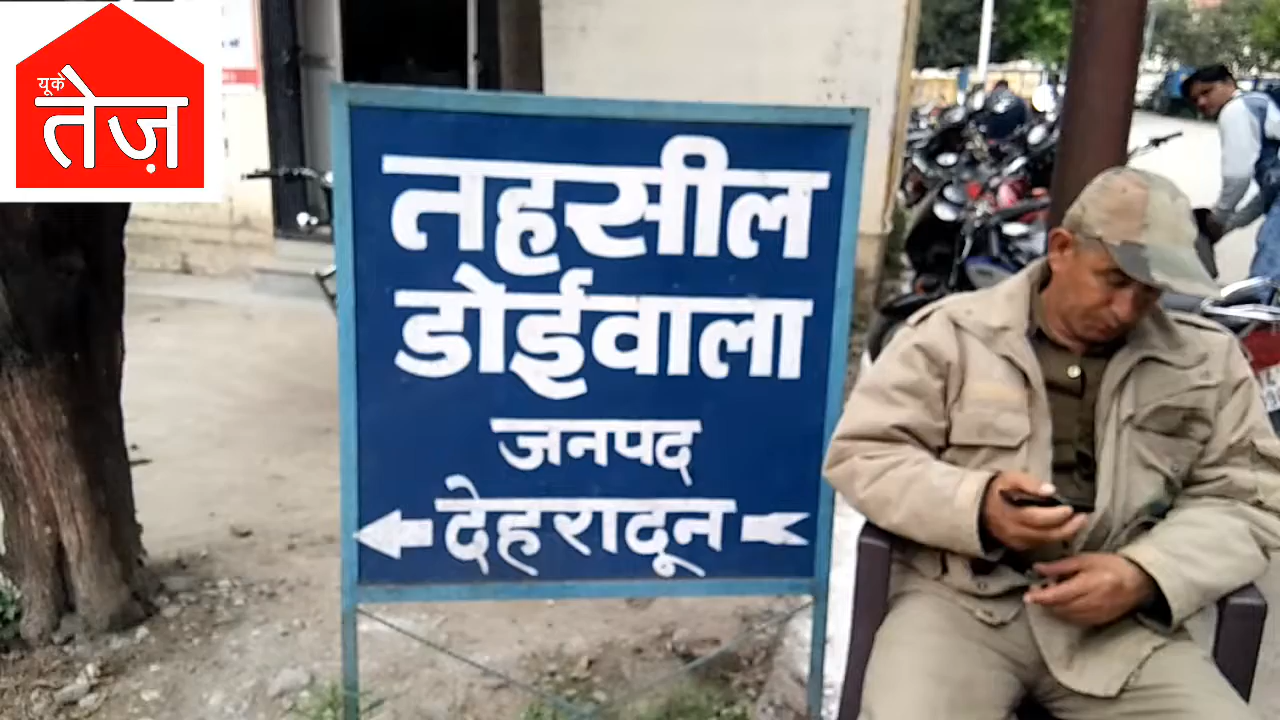 यूके
तेज़
तहसील
डोईवाला
जनपद
देहरादून